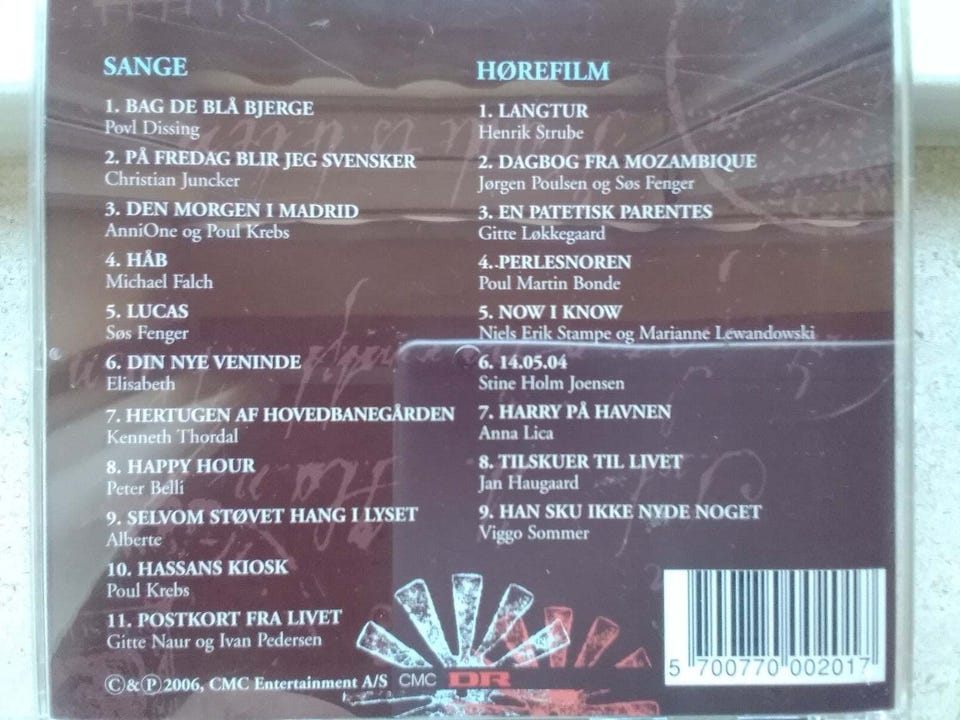 SANGE
1. BAG DE BLÅ BJERGE
Povl Dissing
2. PÅ FREDAG BLIR JEG SVENSKER
Christian Juncker
3. DEN MORGEN I MADRID
AnniOne og Poul Krebs
4. HÅB
Michael Falch
5. LUCAS
Søs Fenger
6. DIN NYE VENINDE
Elisabeth
7. HERTUGEN AF HOVEDBANEGÅRDEN
Kenneth Thordal
8. HAPPY HOUR
Peter Belli
9. SELVOM STØVET HANG I LYSET
Alberte
10. HASSANS KIOSK
Poul Krebs
11. POSTKORT FRA LIVET
Gitte Naur og Ivan Pedersen
HØREFILM
1. LANGTUR
Henrik Strube
2. DAGBOG FRA MOZAMBIQUE
Jørgen Poulsen og Søs Fenger
3. EN PATETISK PARENTES
Gitte Løkkegaard
4. PERLESNOREN
Poul Martin Bonde
5. NOW I KNOW
Niels Erik Stampe og Marianne Lewandowski
6. 14.05.04
Stine Holm Joensen
7. HARRY PÅ HAVNEN
Anna Lica
8. TILSKUER TIL LIVET
Jan Haugaard
9. HAN SKU IKKE NYDE NOGET
Viggo Sommer
©&℗2006, CMC Entertainment A/S CMC DR
5 700770 002017